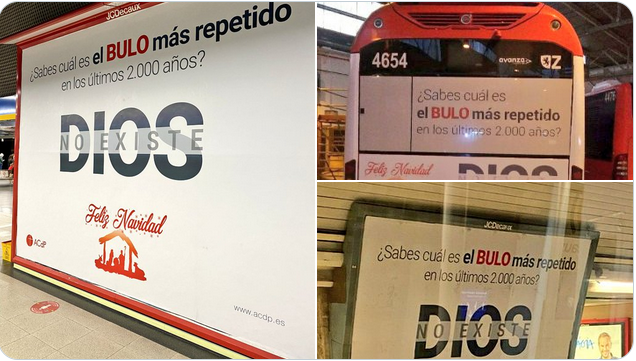 JCDecaux
¿Sabes cuál es el BULO más repetido
en los últimos 2.000 años?
DIOS
NO EXISTE
Feliz Navidad
ACdP
www.acdp.es
4654
avanza
Z
¿Sabes cuál es
el BULO más repetido
en los últimos 2.000 años?
Feliz Navidad
DIOS
JCDecaux
¿Sabes cuál es el BULO más repetido
en los últimos 2.000 años?
DIOS
NO EXISTE